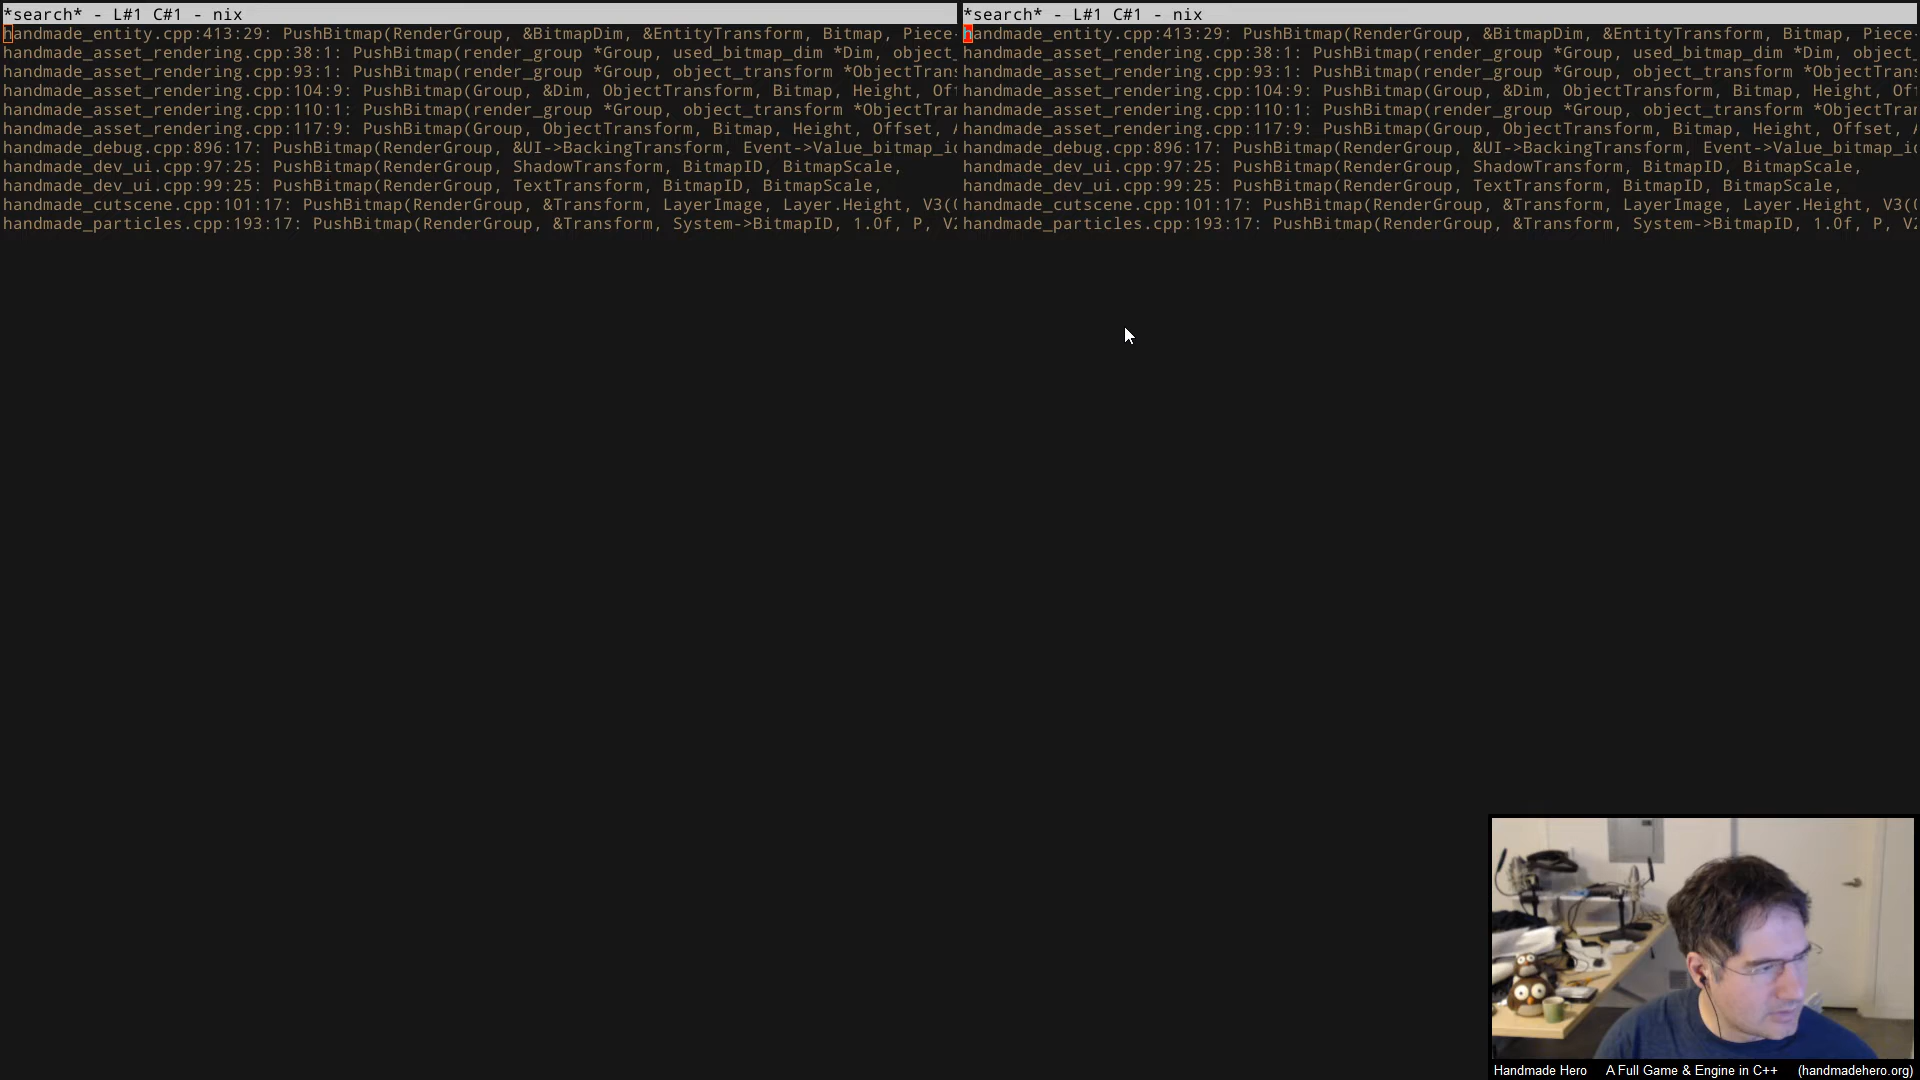 *search* - L#1 C#1 - nix
handmade_entity.cpp:413:29: PushBitmap(RenderGroup, &BitmapDim, &EntityTransform, Bitmap, Piece-
handmade_asset_rendering.cpp:38:1: PushBitmap(render_group *Group, used_bitmap_dim *Dim, object_
handmade_asset_rendering.cpp:93:1: PushBitmap(render_group *Group, object_transform *ObjectTrans
handmade_asset_rendering.cpp:104:9: PushBitmap(Group, &Dim, ObjectTransform, Bitmap, Height, Off
handmade_asset_rendering.cpp:110:1: PushBitmap(render_group *Group, object_transform *ObjectTran
handmade_asset_rendering.cpp:117:9: PushBitmap(Group, ObjectTransform, Bitmap, Height, Offset, A
handmade_debug.cpp:896:17: PushBitmap(RenderGroup, &UI->BackingTransform, Event->Value_bitmap_id
handmade_dev_ui.cpp:97:25: PushBitmap(RenderGroup, ShadowTransform, BitmapID, BitmapScale,
handmade_dev_ui.cpp:99:25: PushBitmap(RenderGroup, TextTransform, BitmapID, BitmapScale,
handmade_cutscene.cpp:101:17: PushBitmap(RenderGroup, &Transform, LayerImage, Layer.Height, V3((
handmade_particles.cpp:193:17: PushBitmap(RenderGroup, &Transform, System->BitmapID, 1.0f, P, V2
*search* - L#1 C#1 - nix
handmade_entity.cpp:413:29: PushBitmap(RenderGroup, &BitmapDim, &EntityTransform, Bitmap, Piece-
handmade_asset_rendering.cpp:38:1: PushBitmap(render_group *Group, used_bitmap_dim *Dim, object_
handmade_asset_rendering.cpp:93:1: PushBitmap(render_group *Group, object_transform *ObjectTrans
handmade_asset_rendering.cpp:104:9: PushBitmap(Group, &Dim, ObjectTransform, Bitmap, Height, Off
handmade_asset_rendering.cpp:110:1: PushBitmap(render_group *Group, object_transform *ObjectTran
handmade_asset_rendering.cpp:117:9: PushBitmap(Group, ObjectTransform, Bitmap, Height, Offset, A
handmade_debug.cpp:896:17: PushBitmap(RenderGroup, &UI->BackingTransform, Event->Value_bitmap_id
handmade_dev_ui.cpp:97:25: PushBitmap(RenderGroup, ShadowTransform, BitmapID, BitmapScale,
handmade_dev_ui.cpp:99:25: PushBitmap(RenderGroup, TextTransform, BitmapID, BitmapScale,
handmade_cutscene.cpp:101:17: PushBitmap(RenderGroup, &Transform, LayerImage, Layer.Height, V3((
handmade_particles.cpp:193:17: PushBitmap(RenderGroup, &Transform, System->BitmapID, 1.0f, P, V2
Handmade Hero A Full Game & Engine in C++ (handmadehero.org)